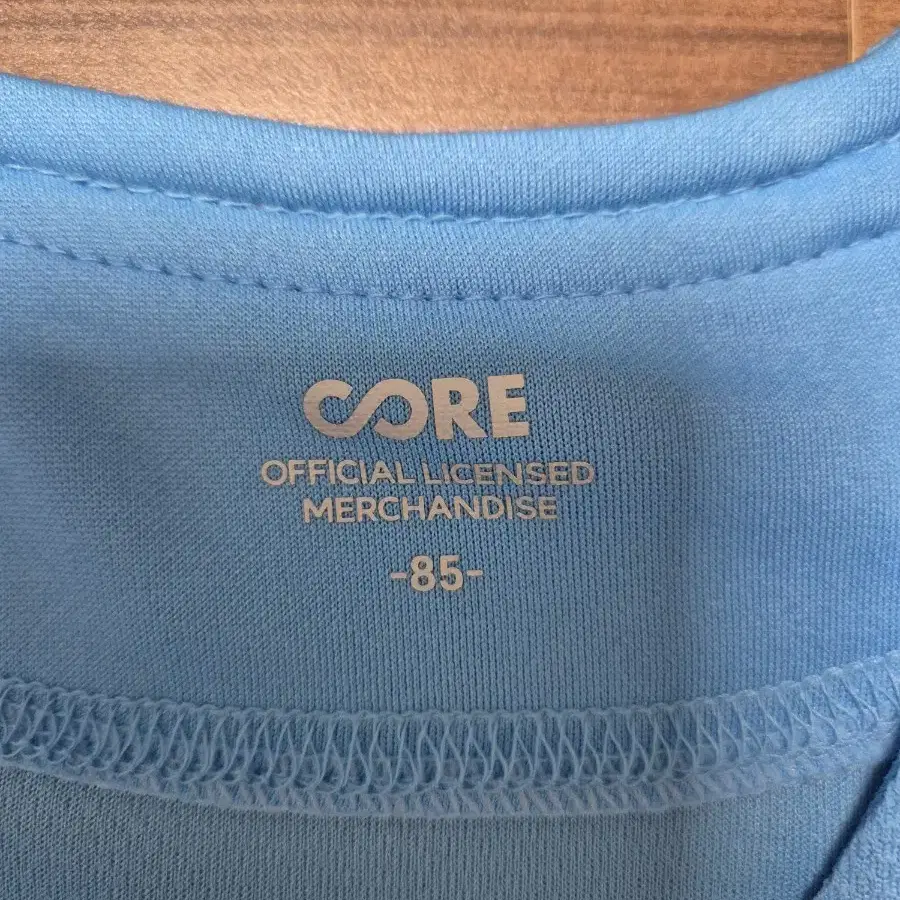 CORE
OFFICIAL LICENSED
MERCHANDISE
-85-